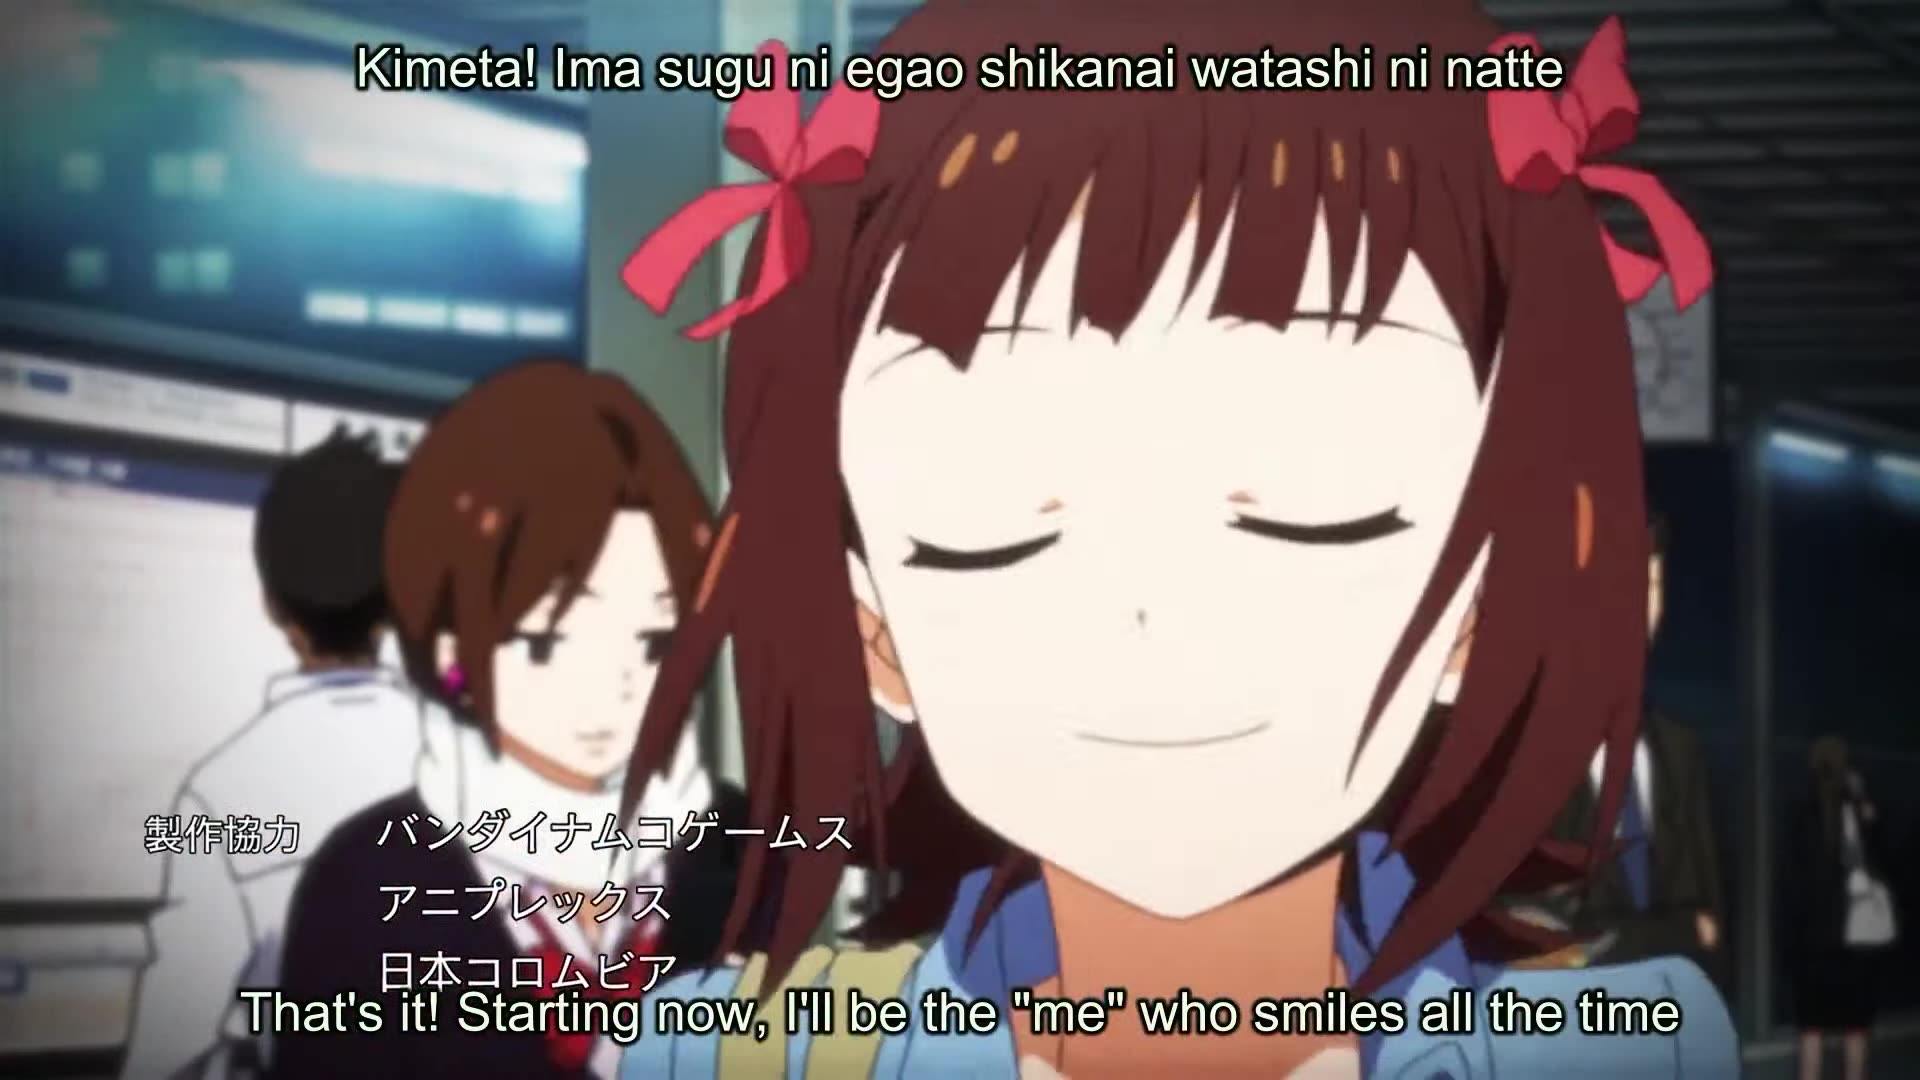 Kimeta! Ima sugu ni egao shikanai watashi ni natte
製作協力 バンダイナムコゲームス
アニプレックス
日本コロムビア
That's it! Starting now, I'll be the "me" who smiles all the time